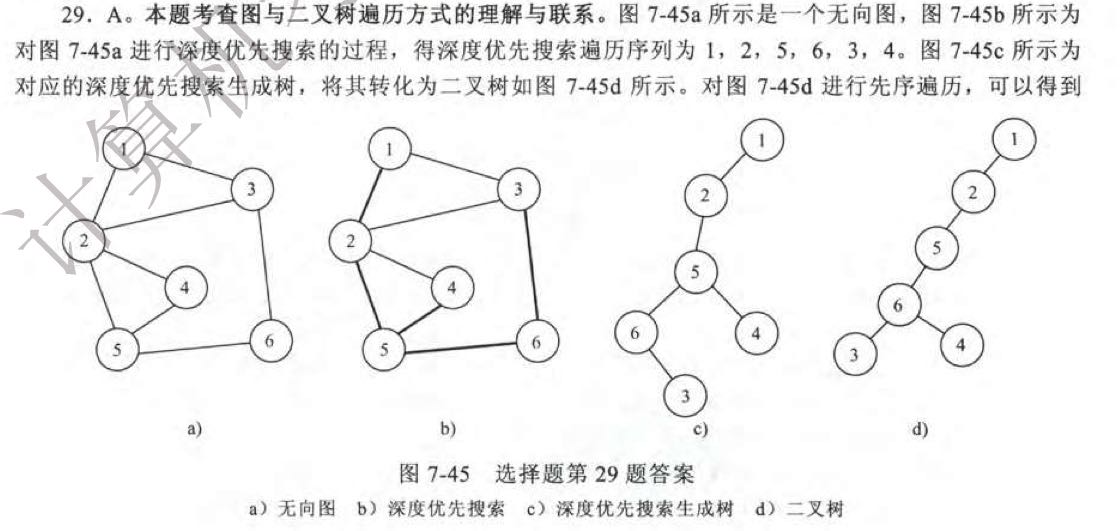 29．A。本题考查图与二叉树遍历方式的理解与联系。图 7-45a 所示是一个无向图，图 7-45b 所示为
对图 7-45a 进行深度优先搜索的过程，得深度优先搜索遍历序列为 1，2，5，6，3，4。图 7-45c 所示为
对应的深度优先搜索生成树，将其转化为二叉树如图 7-45d 所示。对图 7-45d 进行先序遍历，可以得到
计算机
1
3
2
4
5
6
a)
1
3
2
4
5
6
b)
1
2
5
6
4
3
c)
1
2
5
6
3
4
d)
图 7-45 选择题第 29 题答案
a）无向图 b）深度优先搜索 c）深度优先搜索生成树 d）二叉树